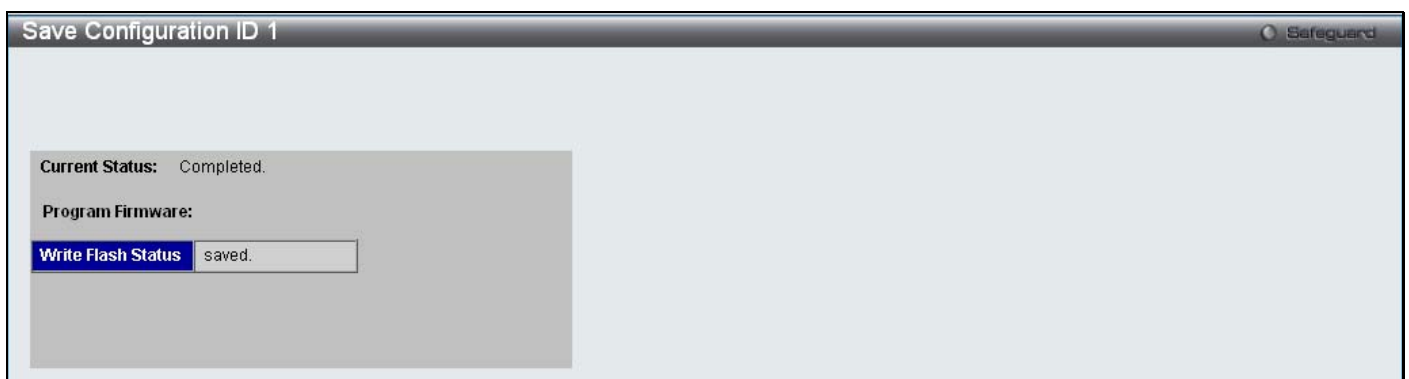 Save Configuration ID 1
Safeguard
Current Status: Completed.
Program Firmware:
Write Flash Status saved.